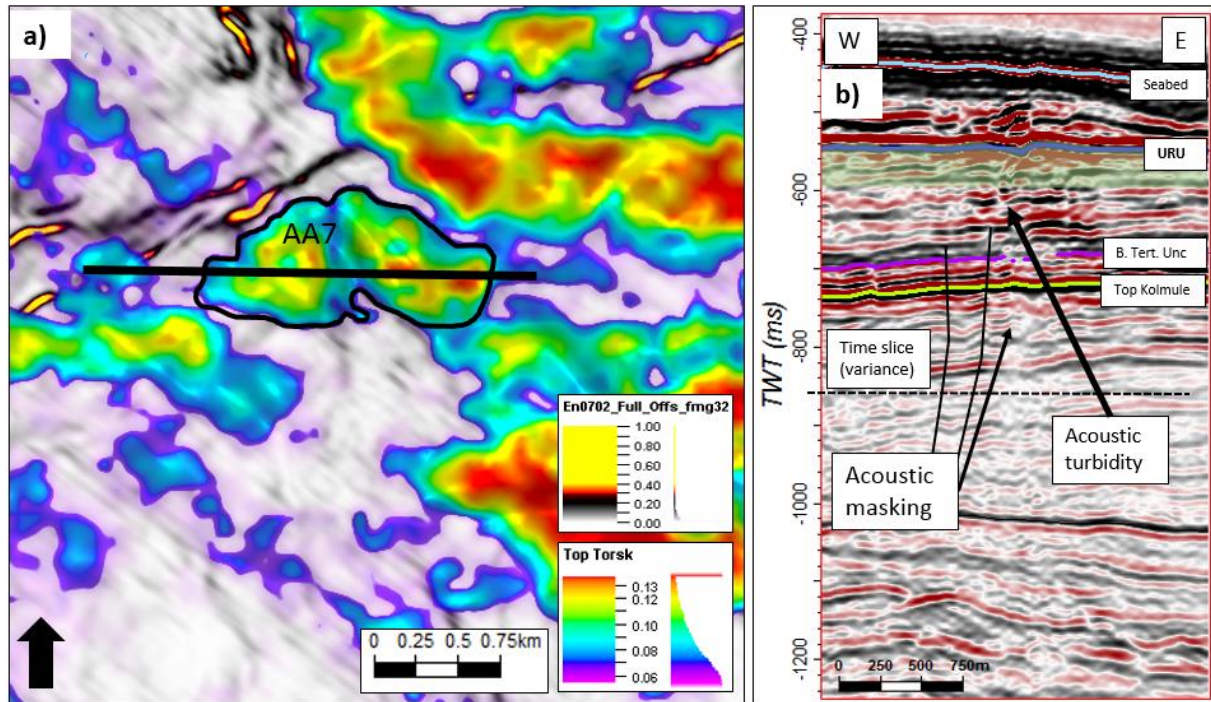 a)
AA7
En0702_Full_Offs_fmg32
1.00
0.80
0.60
0.40
0.20
0.00
Top Torsk
0.13
0.12
0.10
0.08
0.07
0.06
0 0.25 0.5 0.75km
W
E
b)
Seabed
URU
B. Tert. Unc
Top Kolmule
Time slice
(variance)
Acoustic
turbidity
Acoustic
masking
TWT (ms)
-400
-600
-800
-1000
-1200
0 250 500 750m